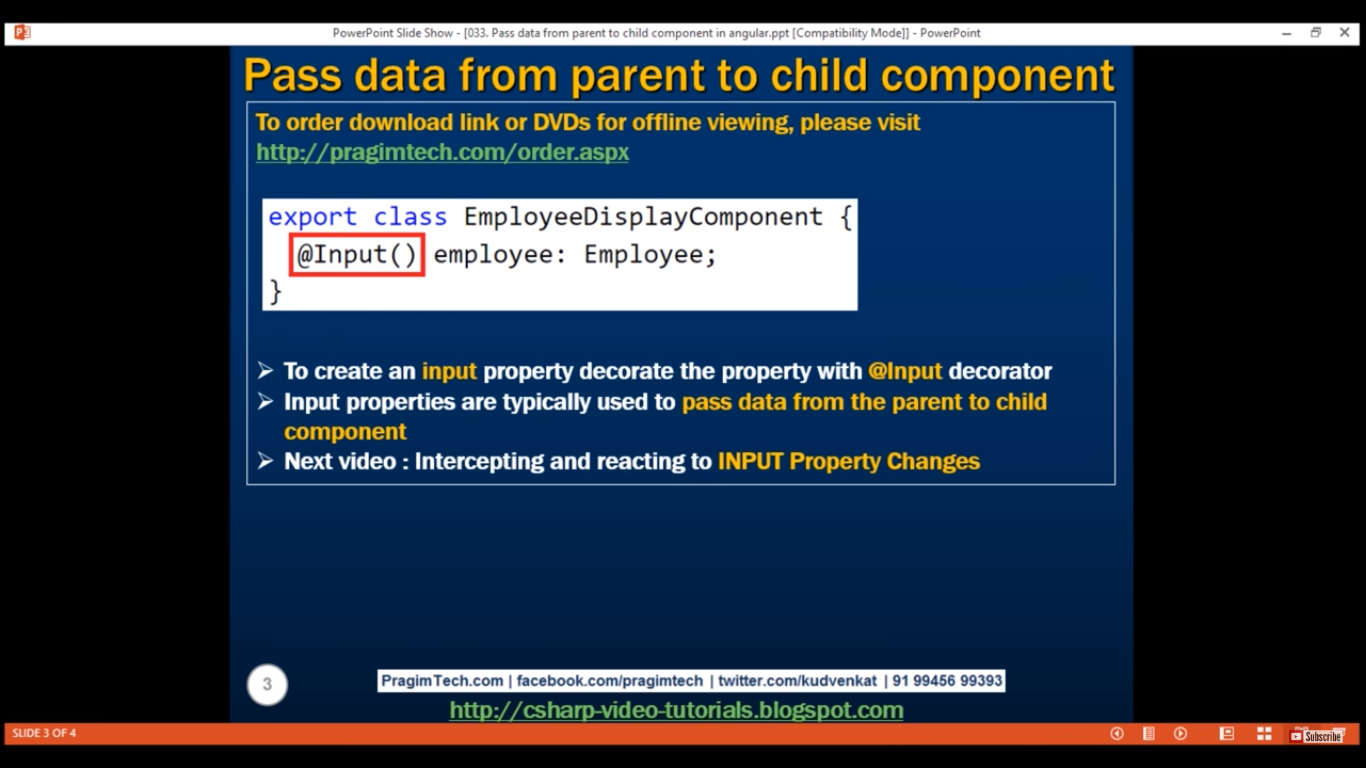 PowerPoint Slide Show - [033. Pass data from parent to child component in angular.ppt [Compatibility Mode]] - PowerPoint
Pass data from parent to child component
To order download link or DVDs for offline viewing, please visit
http://pragimtech.com/order.aspx
export class EmployeeDisplayComponent {
@Input() employee: Employee;
}
To create an input property decorate the property with @Input decorator
Input properties are typically used to pass data from the parent to child
component
Next video : Intercepting and reacting to INPUT Property Changes
3
PragimTech.com | facebook.com/pragimtech | twitter.com/kudvenkat | 91 99456 99393
http://csharp-video-tutorials.blogspot.com
SLIDE 3 OF 4
Subscribe